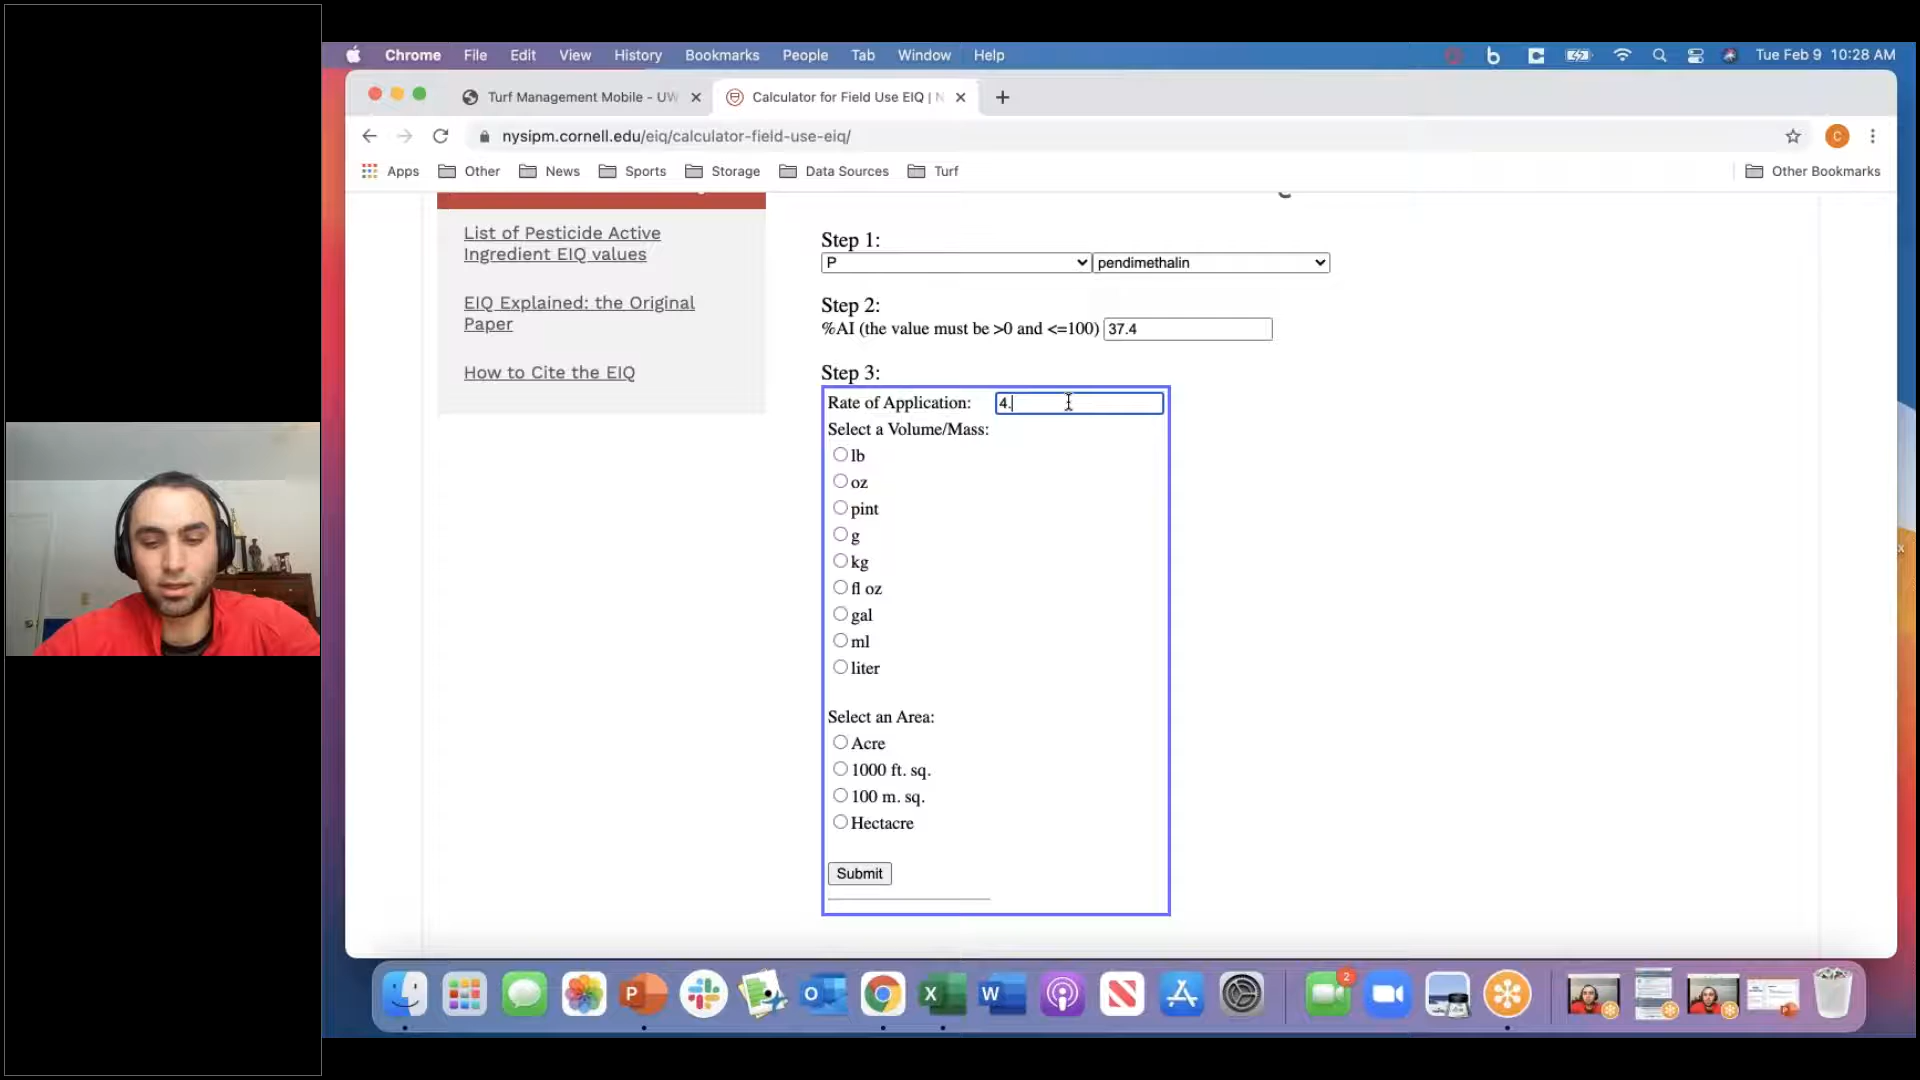 Chrome File Edit View History Bookmarks People Tab Window Help Tue Feb 9 10:28 AM
Turf Management Mobile - UW Calculator for Field Use EIQ | N
nysipm.cornell.edu/eiq/calculator-field-use-eiq/ C
Apps Other News Sports Storage Data Sources Turf Other Bookmarks
List of Pesticide Active
Ingredient EIQ values
EIQ Explained: the Original
Paper
How to Cite the EIQ
Step 1:
P pendimethalin
Step 2:
%AI (the value must be >0 and <=100) 37.4
Step 3:
Rate of Application: 4.
Select a Volume/Mass:
lb
oz
pint
g
kg
fl oz
gal
ml
liter
Select an Area:
Acre
1000 ft. sq.
100 m. sq.
Hectacre
Submit
P O X W 2